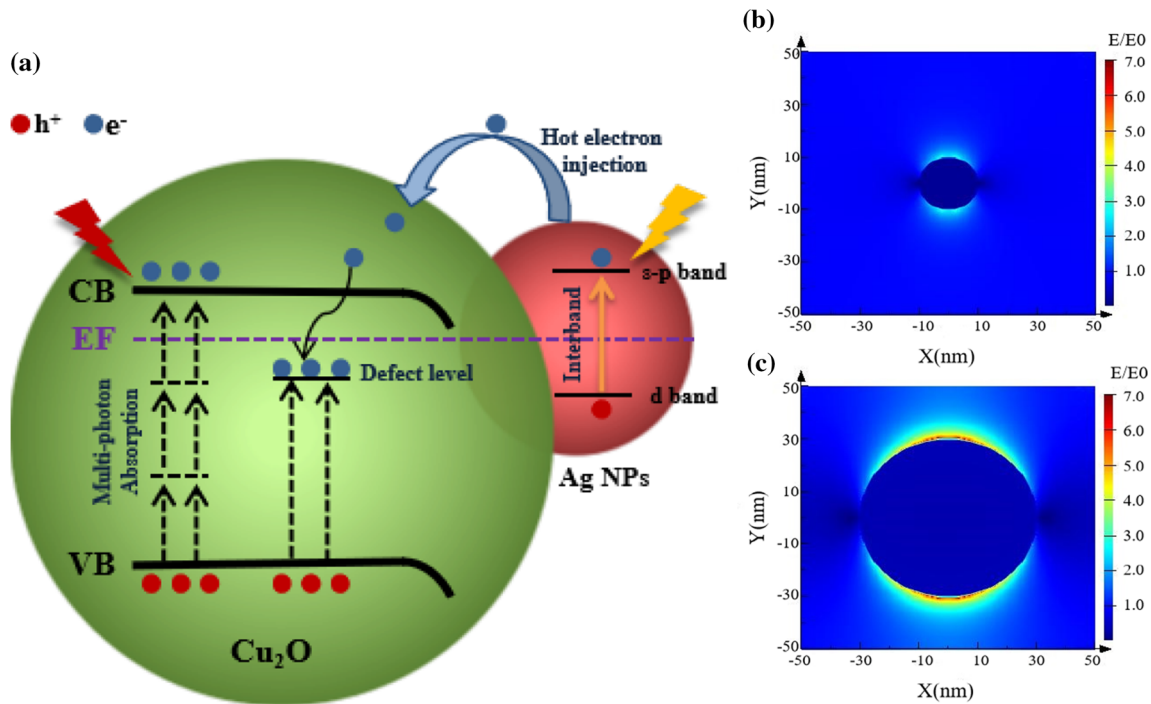 (a)
h⁺ e⁻
Hot electron
injection
CB
EF
Multi-photon
Absorption
Defect level
VB
Cu₂O
s-p band
Interband
d band
Ag NPs
(b)
E/E0
7.0
6.0
5.0
4.0
3.0
2.0
1.0
Y(nm)
50
30
10
-10
-30
-50
-50 -30 -10 10 30 50
X(nm)
(c)
E/E0
7.0
6.0
5.0
4.0
3.0
2.0
1.0
Y(nm)
50
30
10
-10
-30
-50
-50 -30 -10 10 30 50
X(nm)